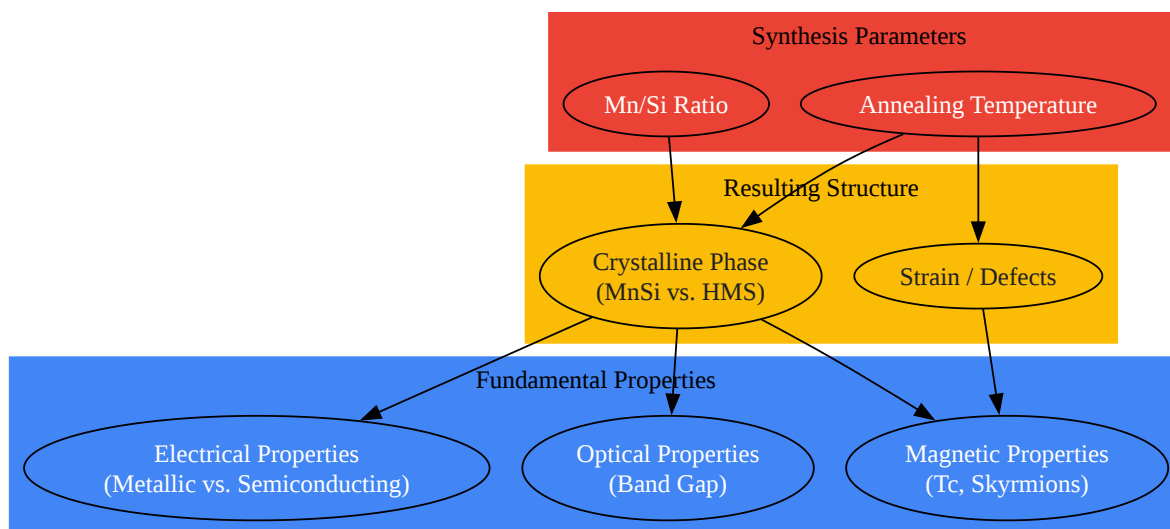 Synthesis Parameters
Mn/Si Ratio
Annealing Temperature
Resulting Structure
Crystalline Phase
(MnSi vs. HMS)
Strain / Defects
Fundamental Properties
Electrical Properties
(Metallic vs. Semiconducting)
Optical Properties
(Band Gap)
Magnetic Properties
(Tc, Skyrmions)